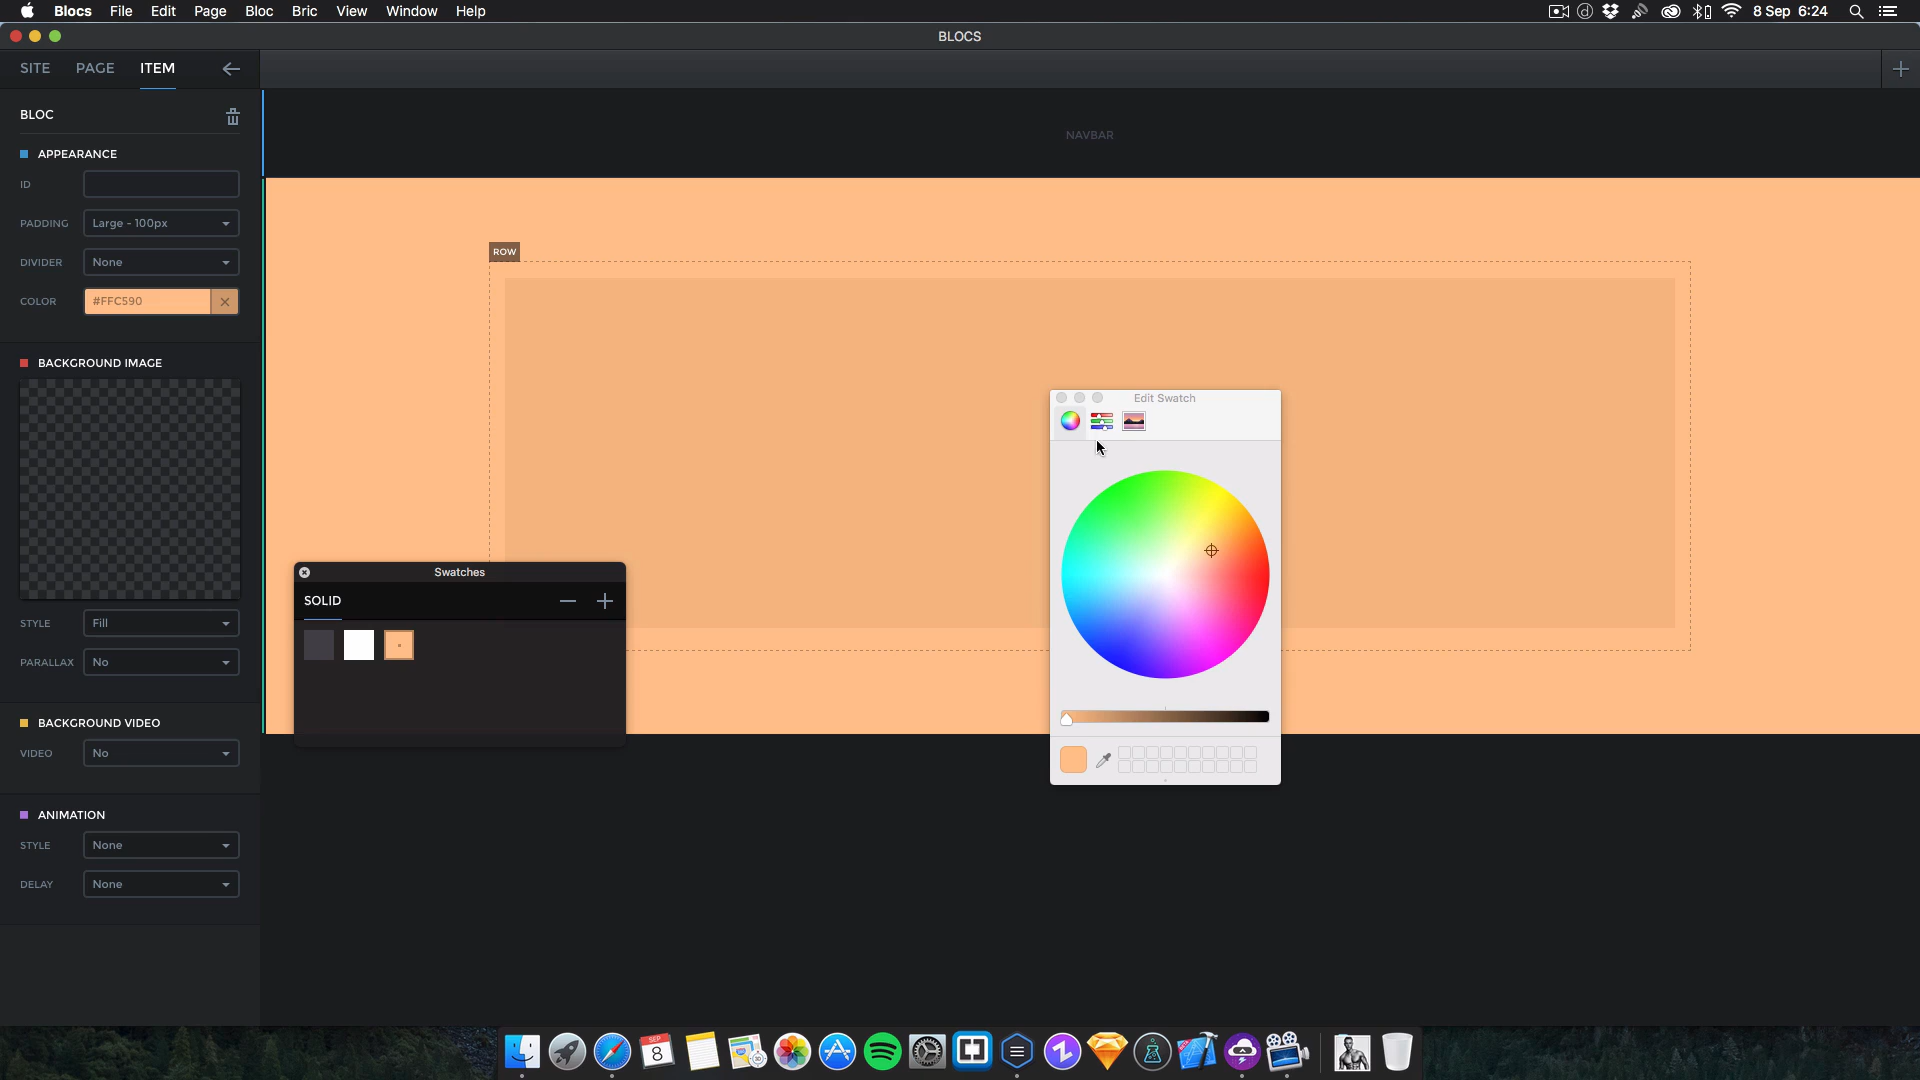 Blocs File Edit Page Bloc Bric View Window Help 8 Sep 6:24
BLOCS
SITE PAGE ITEM
BLOC
APPEARANCE
ID
PADDING Large - 100px
DIVIDER None
COLOR #FFC590
BACKGROUND IMAGE
STYLE Fill
PARALLAX No
BACKGROUND VIDEO
VIDEO No
ANIMATION
STYLE None
DELAY None
NAVBAR
ROW
Swatches
SOLID
Edit Swatch
SEP
8